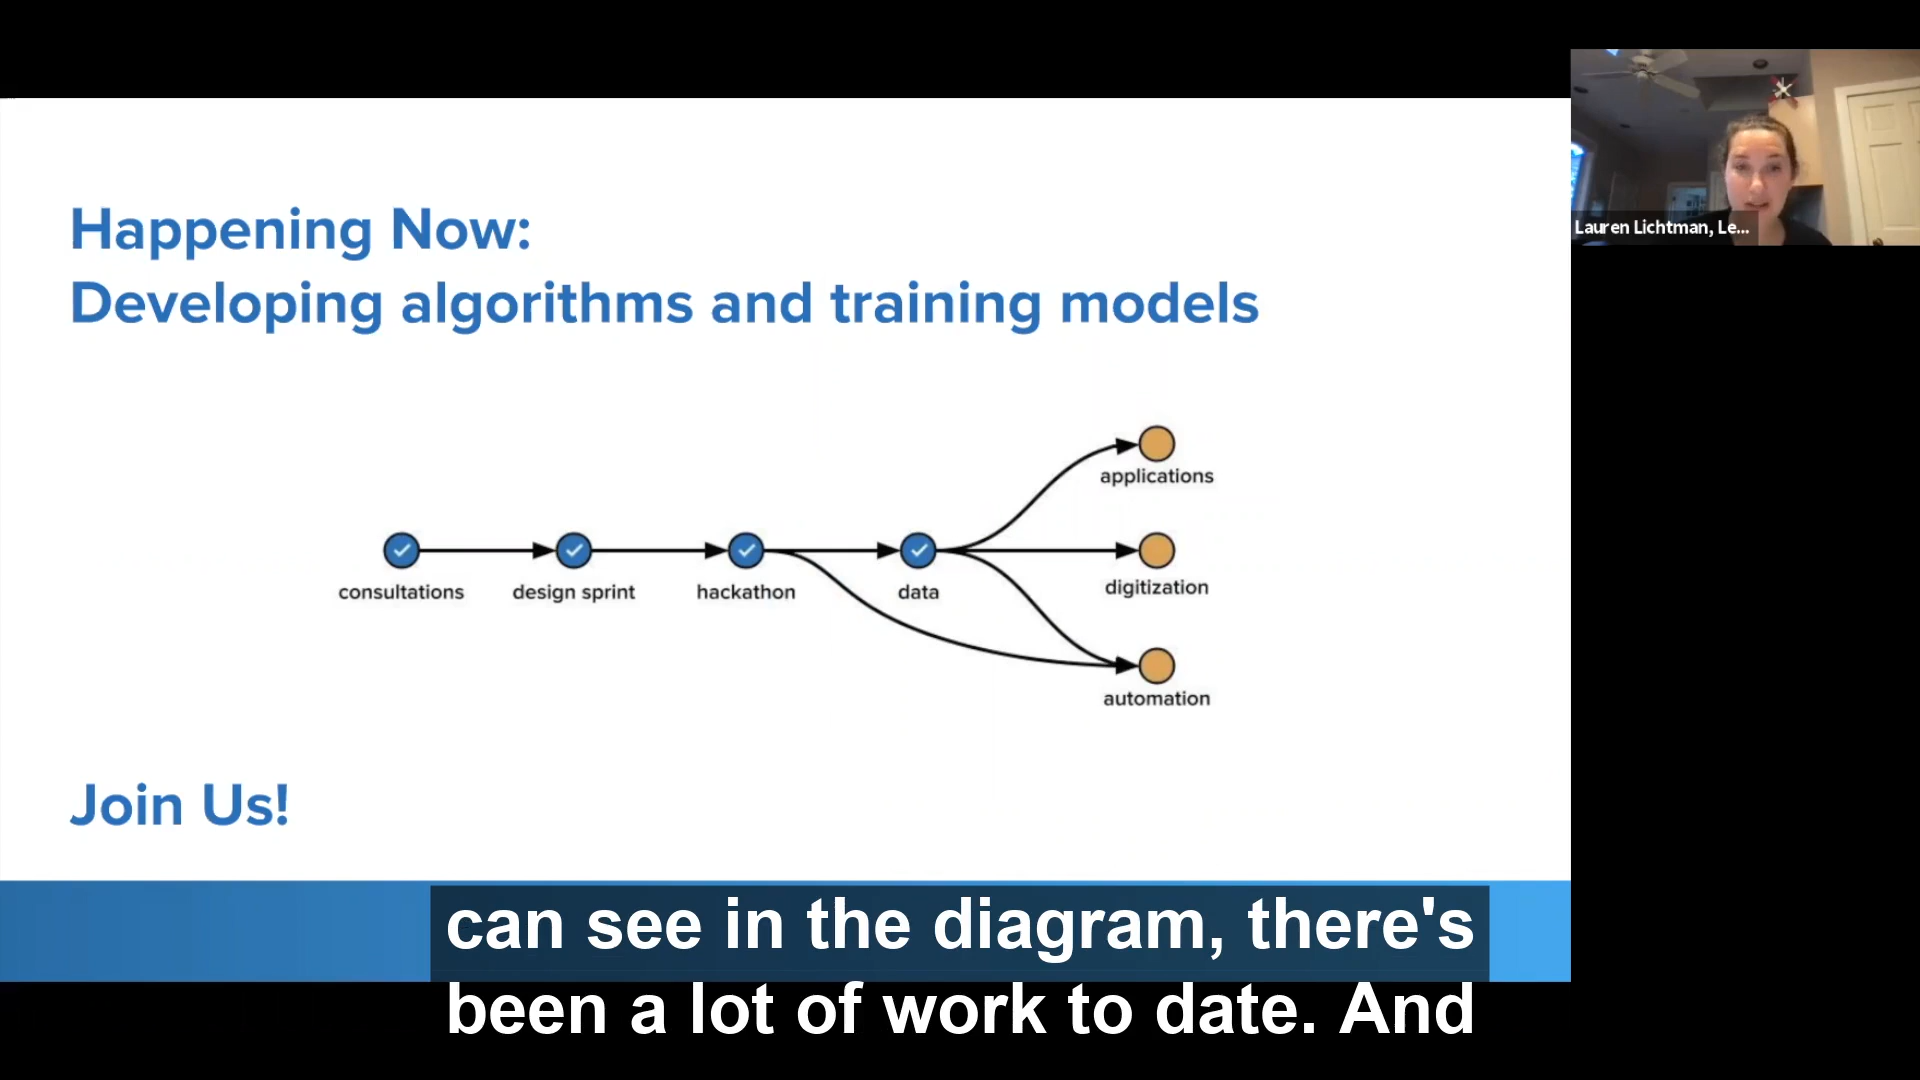 Happening Now:
Developing algorithms and training models
Lauren Lichtman, Le...
applications
consultations
design sprint
hackathon
data
digitization
automation
Join Us!
can see in the diagram, there's
been a lot of work to date. And